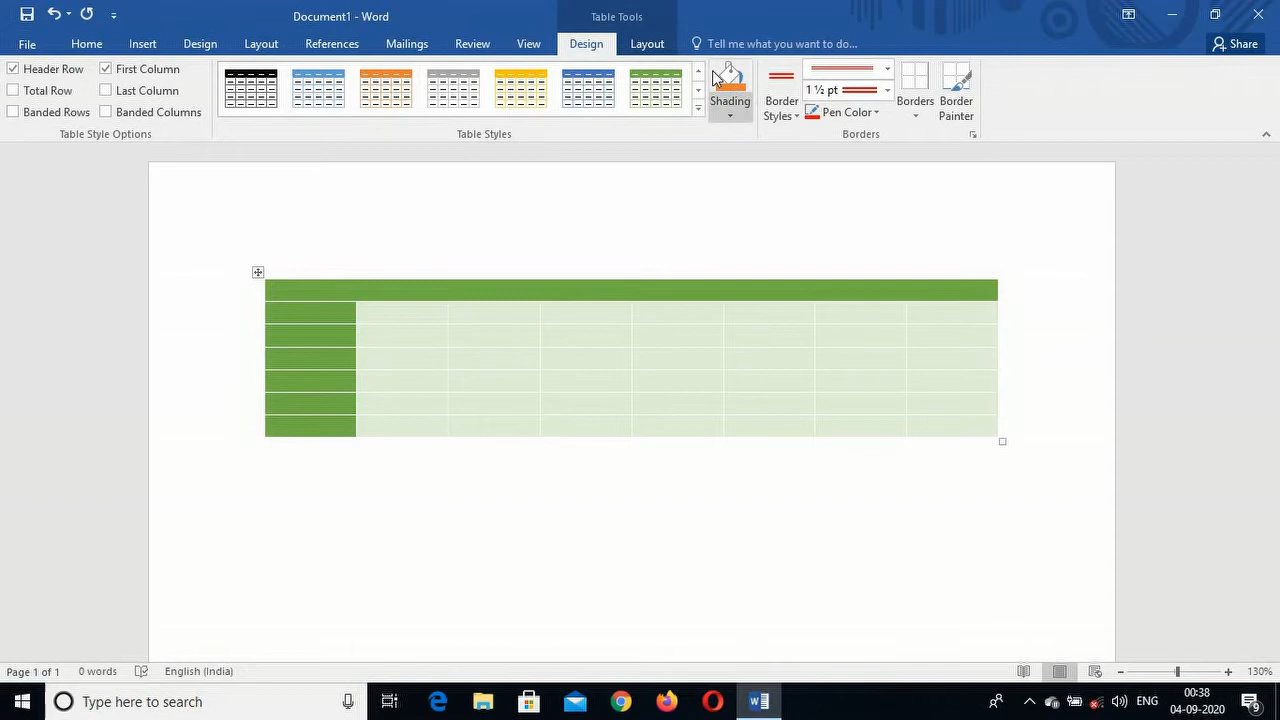 Document1 - Word
Table Tools
File
Home
Insert
Design
Layout
References
Mailings
Review
View
Design
Layout
Tell me what you want to do...
Share
Header Row
First Column
Total Row
Last Column
Banded Rows
Banded Columns
Table Style Options
Table Styles
Shading
Border
Styles
1 ½ pt
Pen Color
Borders
Border
Painter
Borders
Page 1 of 1
0 words
English (India)
130%
Type here to search
ENG
00:38
04-09-2020
9